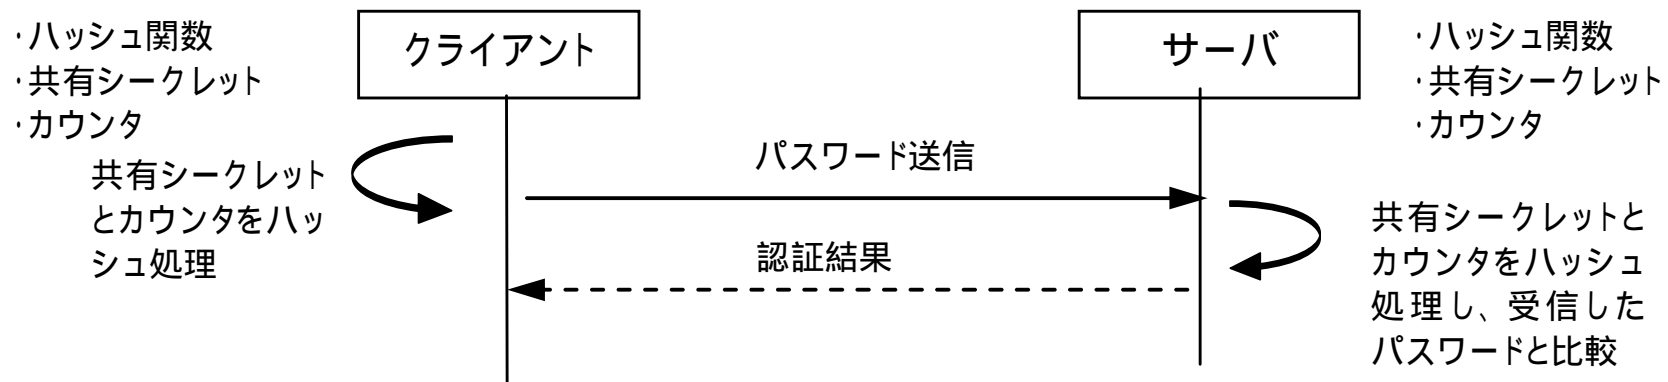 ・ハッシュ関数
・共有シークレット
・カウンタ
クライアント
サーバ
・ハッシュ関数
・共有シークレット
・カウンタ
共有シークレット
とカウンタをハッ
シュ処理
パスワード送信
認証結果
共有シークレットと
カウンタをハッシュ
処理し、受信した
パスワードと比較